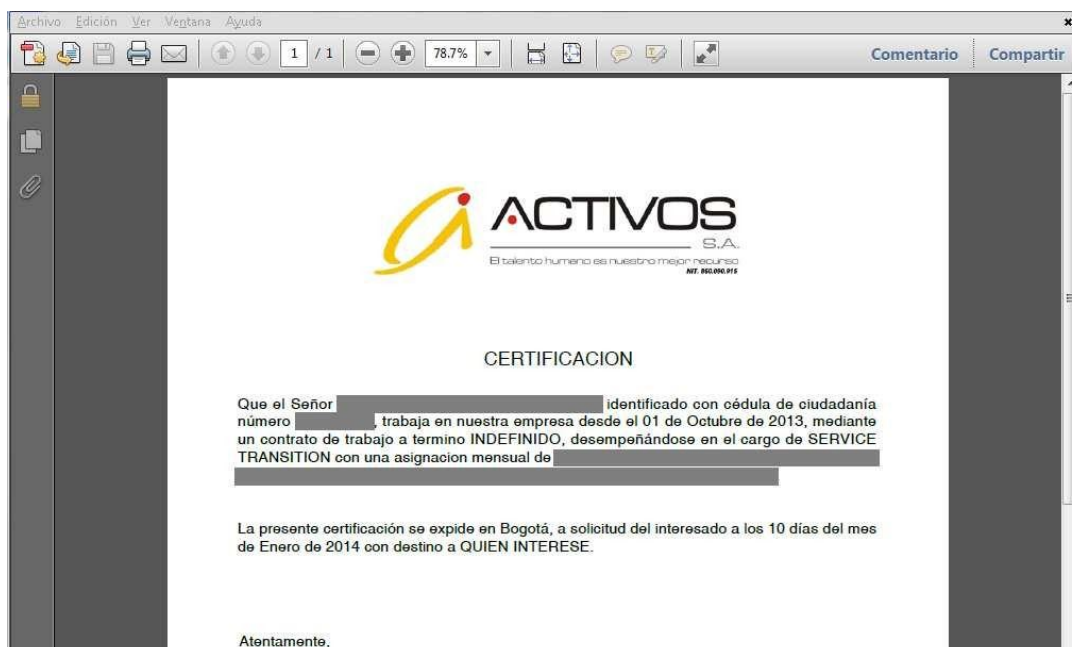 Archivo Edición Ver Ventana Ayuda
1 / 1 78.7% Comentario Compartir
ACTIVOS
S.A.
El talento humano es nuestro mejor recurso
NIT. 860.090.915
CERTIFICACION
Que el Señor identificado con cédula de ciudadanía
número , trabaja en nuestra empresa desde el 01 de Octubre de 2013, mediante
un contrato de trabajo a termino INDEFINIDO, desempeñándose en el cargo de SERVICE
TRANSITION con una asignacion mensual de
La presente certificación se expide en Bogotá, a solicitud del interesado a los 10 días del mes
de Enero de 2014 con destino a QUIEN INTERESE.
Atentamente,